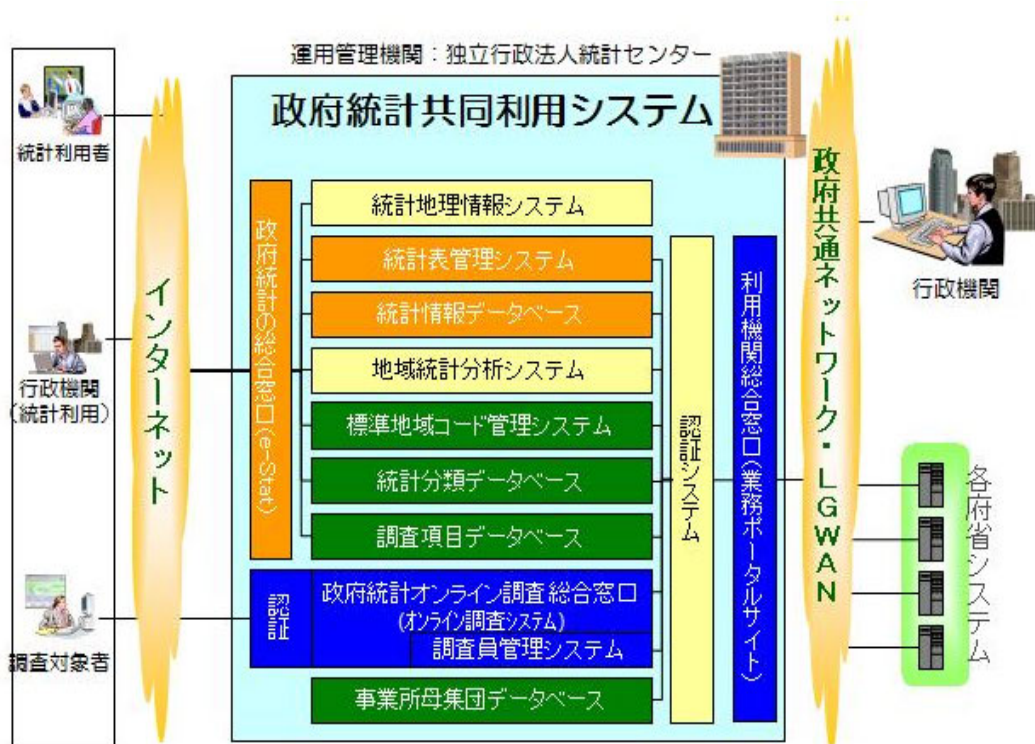 運用管理機関：独立行政法人統計センター
政府統計共同利用システム
統計利用者
行政機関
(統計利用)
調査対象者
インターネット
政府統計の総合窓口(e-Stat)
統計地理情報システム
統計表管理システム
統計情報データベース
地域統計分析システム
標準地域コード管理システム
統計分類データベース
調査項目データベース
認証
政府統計オンライン調査総合窓口
(オンライン調査システム)
調査員管理システム
事業所母集団データベース
認証システム
利用機関総合窓口(業務ポータルサイト)
政府共通ネットワーク・LGWAN
行政機関
各府省システム